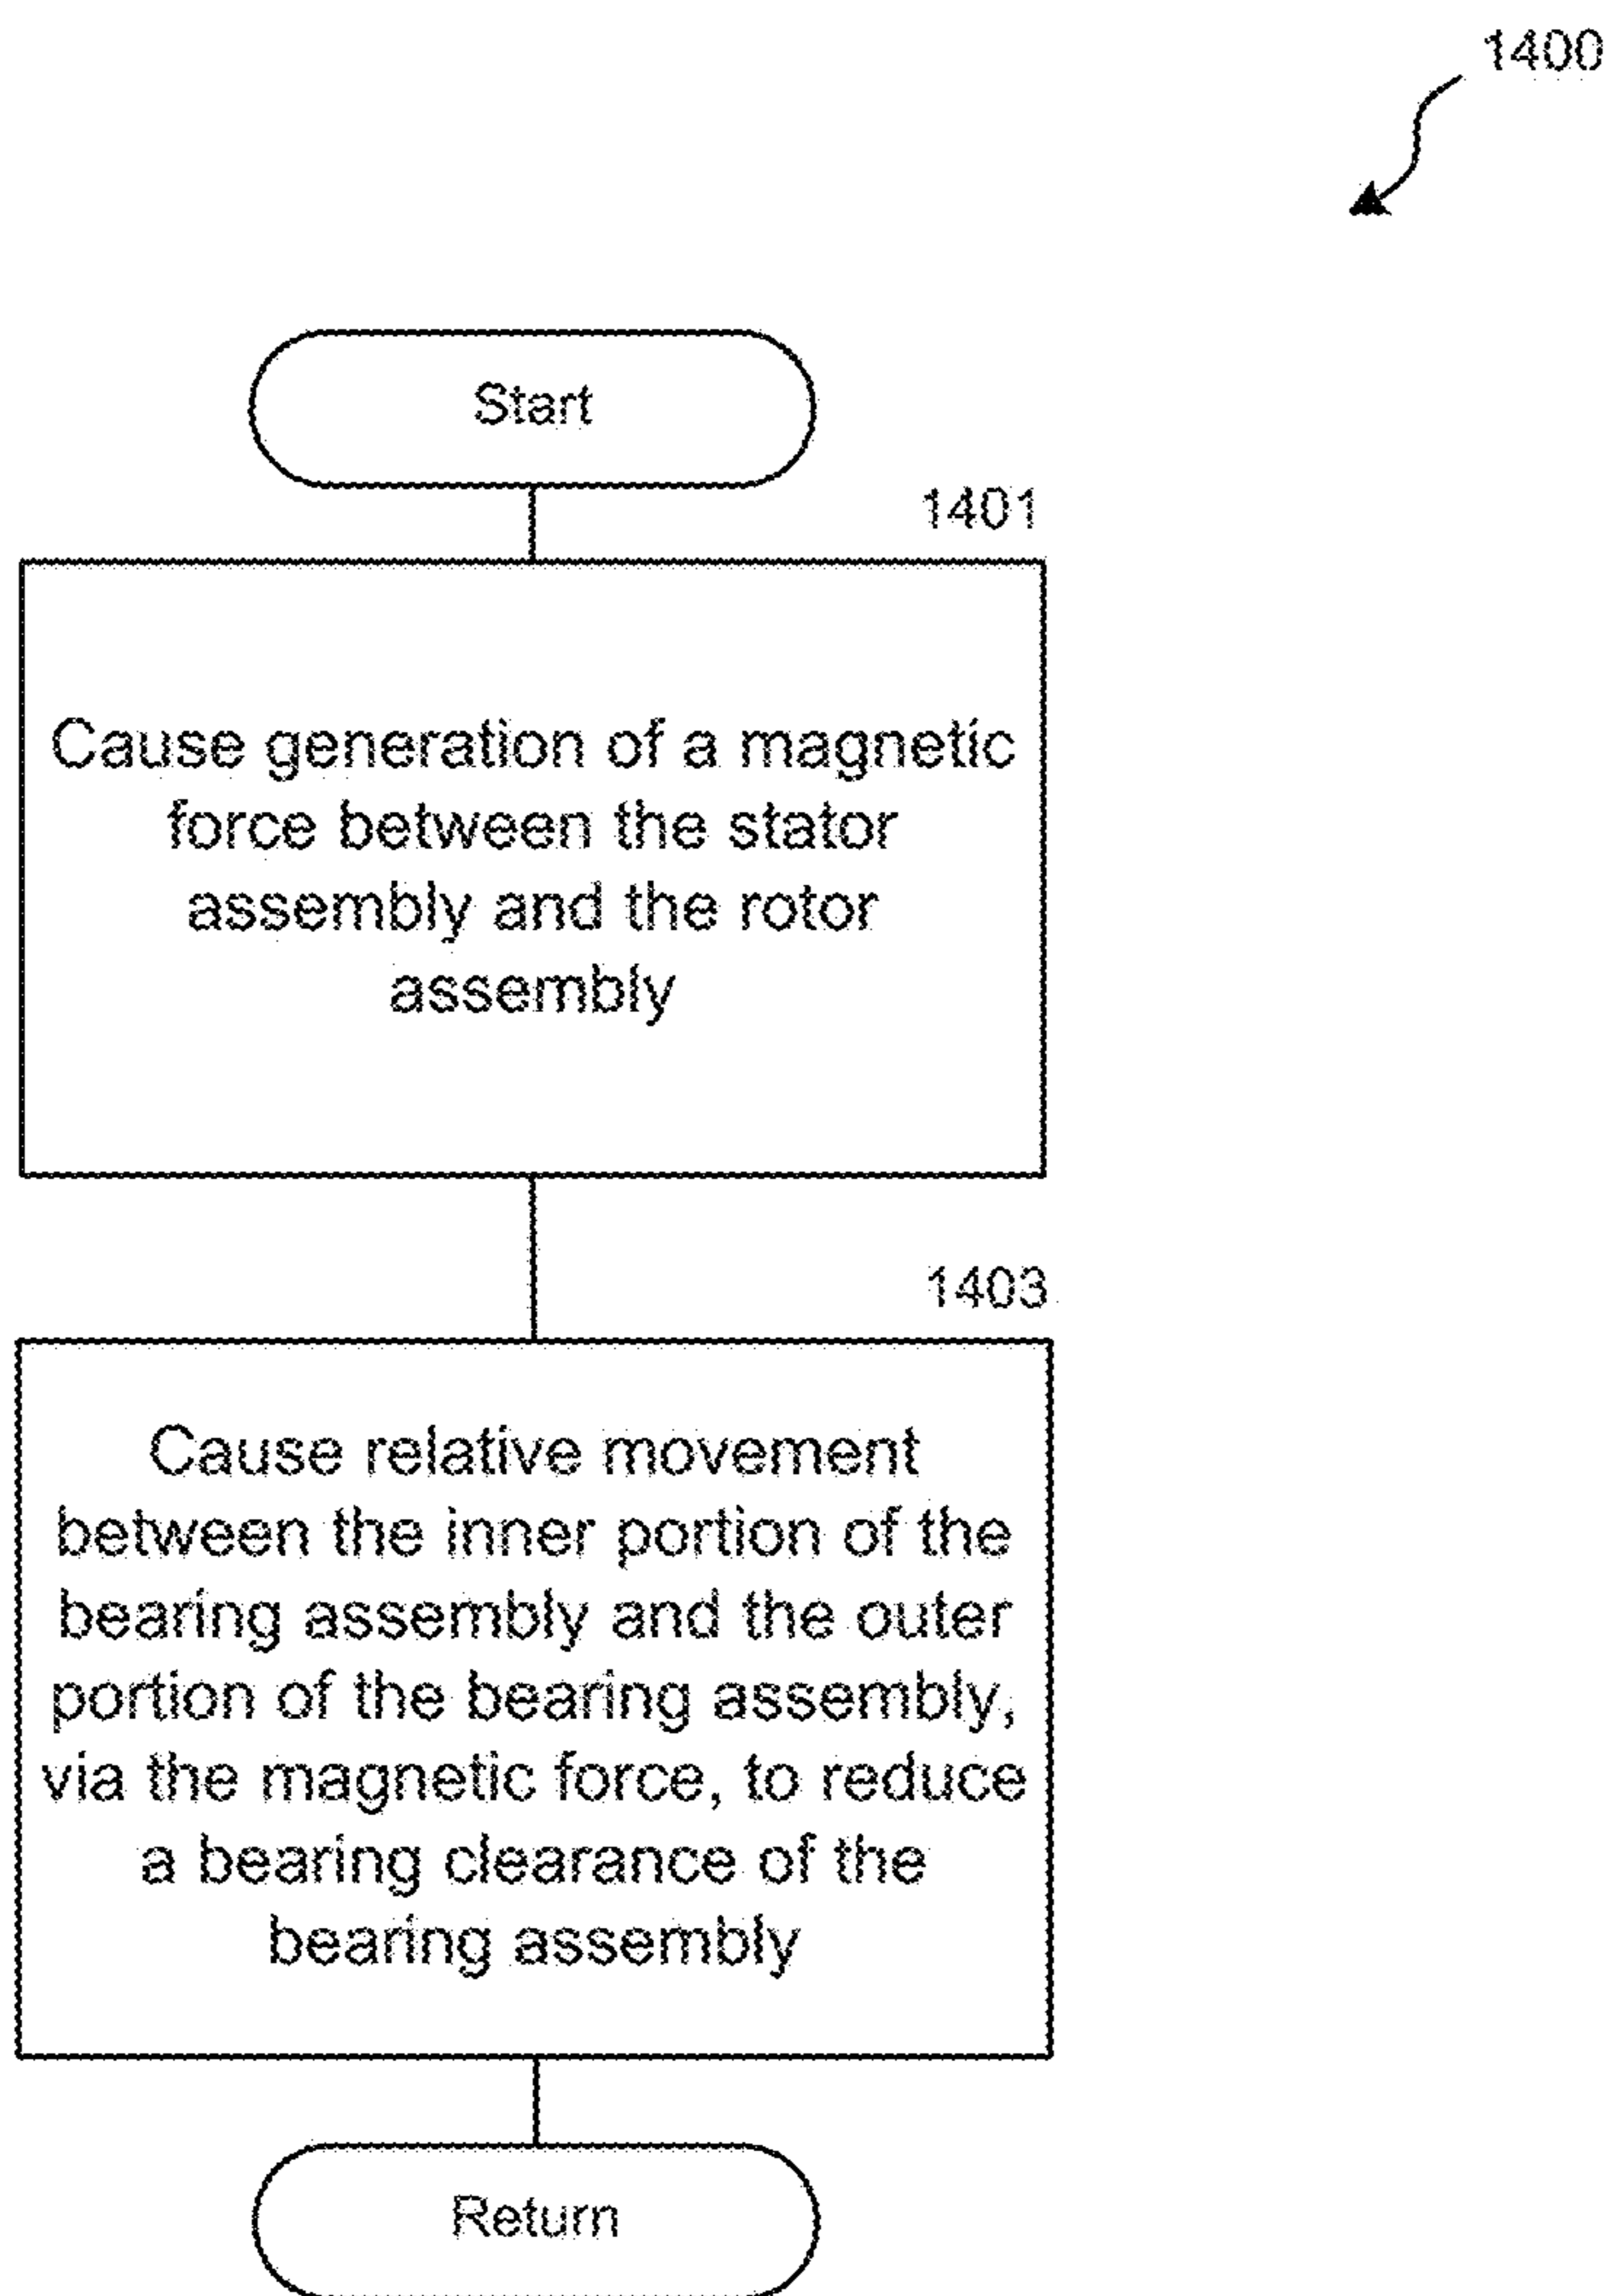 1400
Start
1401
Cause generation of a magnetic
force between the stator
assembly and the rotor
assembly
1403
Cause relative movement
between the inner portion of the
bearing assembly and the outer
portion of the bearing assembly,
via the magnetic force, to reduce
a bearing clearance of the
bearing assembly
Return